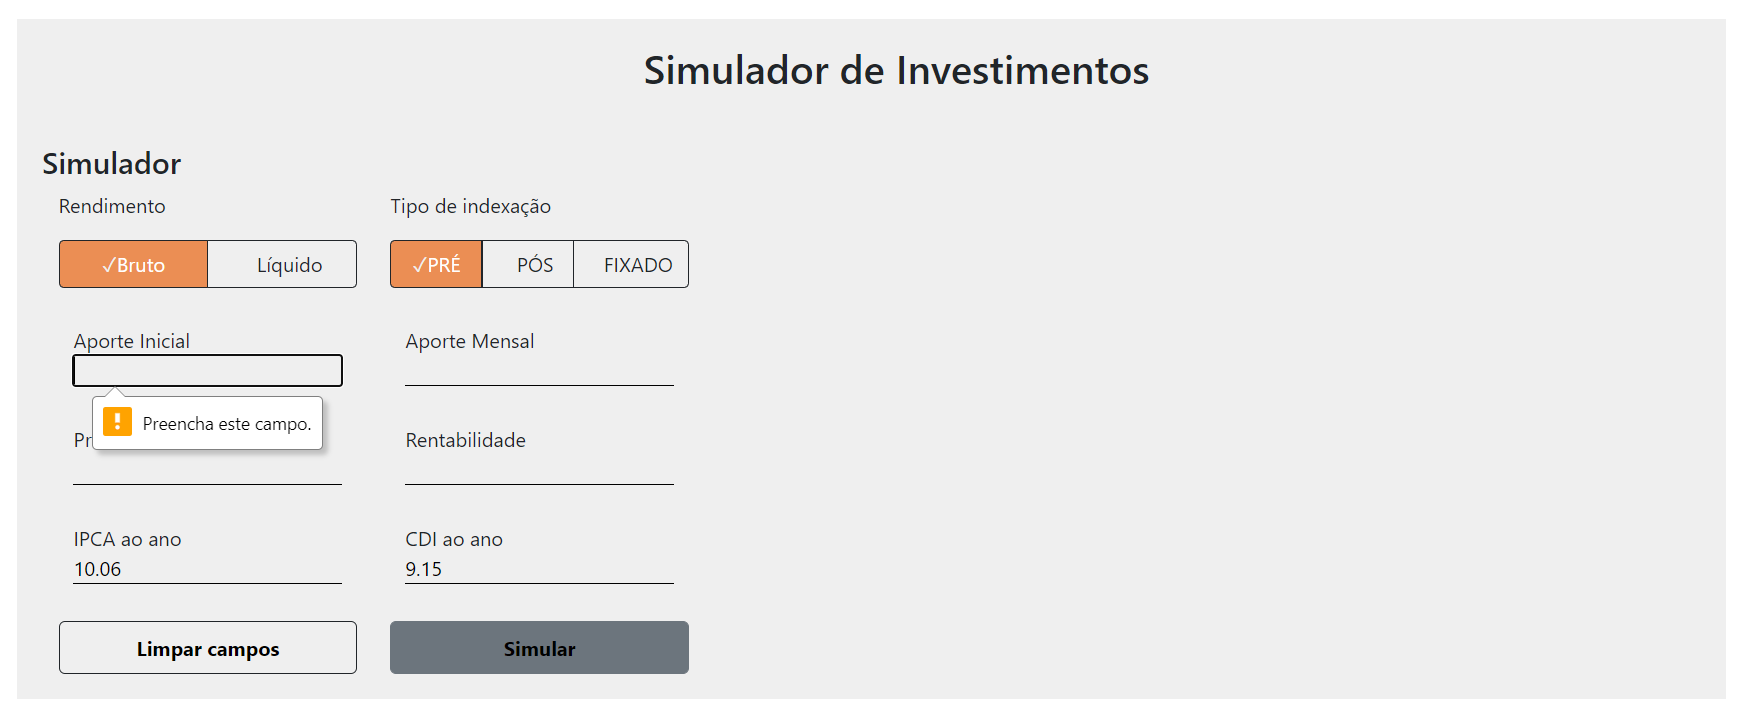 Simulador de Investimentos
Simulador
Rendimento Tipo de indexação
✓Bruto Líquido ✓PRÉ PÓS FIXADO
Aporte Inicial Aporte Mensal
Preencha este campo.
Rentabilidade
IPCA ao ano CDI ao ano
10.06 9.15
Limpar campos Simular